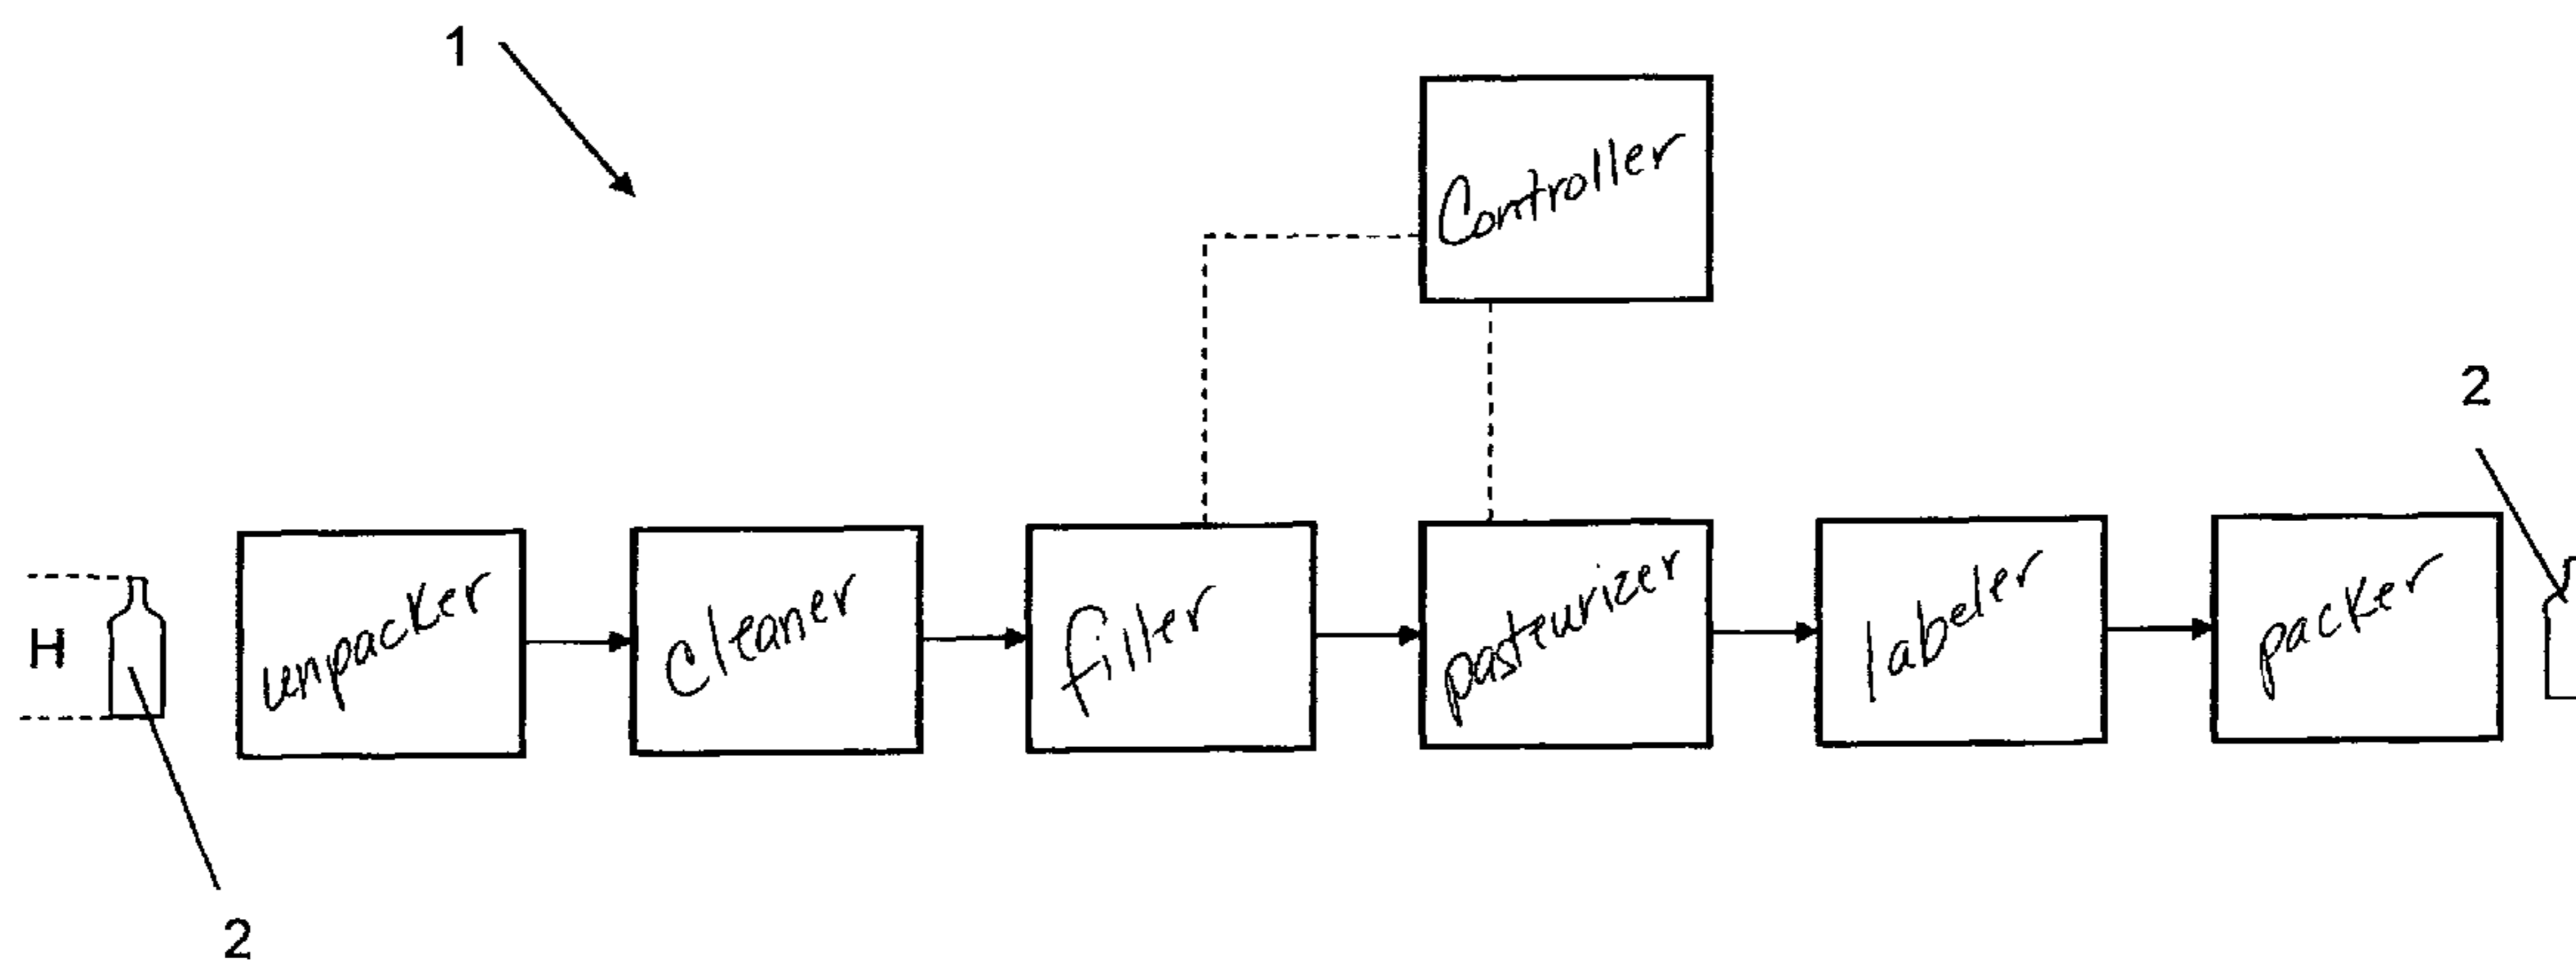 1
Controller
2
H
unpacker
Cleaner
filler
pasteurizer
labeler
packer
2